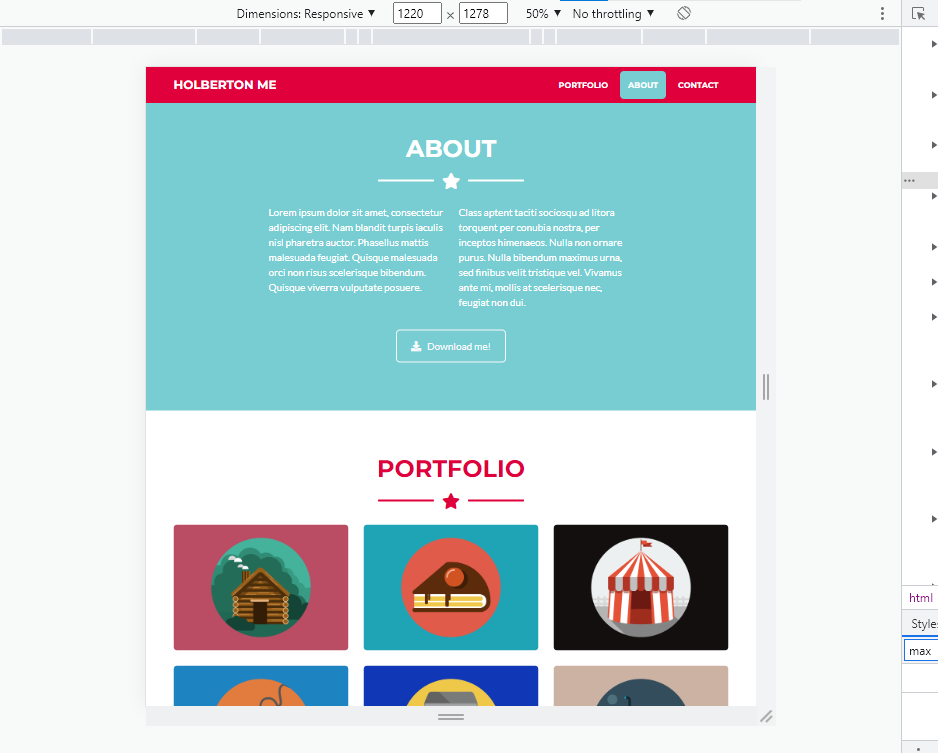 Dimensions: Responsive ▼ 1220 × 1278 50% ▼ No throttling ▼
HOLBERTON ME
PORTFOLIO ABOUT CONTACT
ABOUT
Lorem ipsum dolor sit amet, consectetur
adipiscing elit. Nam blandit turpis iaculis
nisl pharetra auctor. Phasellus mattis
malesuada feugiat. Quisque malesuada
orci non risus scelerisque bibendum.
Quisque viverra vulputate posuere.
Class aptent taciti sociosqu ad litora
torquent per conubia nostra, per
inceptos himenaeos. Nulla non ornare
purus. Nulla bibendum maximus urna,
sed finibus velit tristique vel. Vivamus
ante mi, mollis at scelerisque nec,
feugiat non dui.
Download me!
PORTFOLIO
html
Styles
max